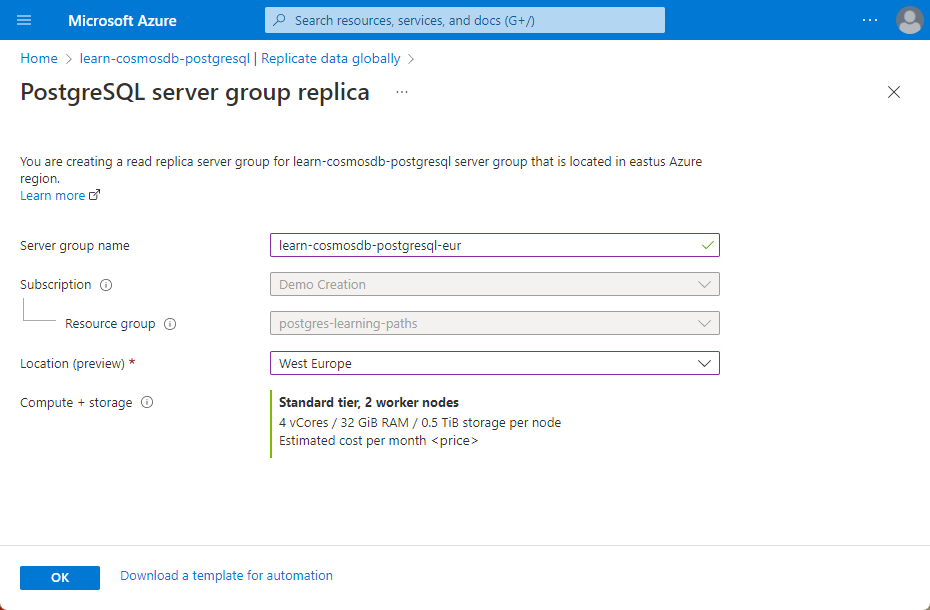 Microsoft Azure
Search resources, services, and docs (G+/)
...
Home > learn-cosmosdb-postgresql | Replicate data globally >
PostgreSQL server group replica ...
You are creating a read replica server group for learn-cosmosdb-postgresql server group that is located in eastus Azure
region.
Learn more
Server group name
learn-cosmosdb-postgresql-eur
Subscription
Demo Creation
Resource group
postgres-learning-paths
Location (preview) *
West Europe
Compute + storage
Standard tier, 2 worker nodes
4 vCores / 32 GiB RAM / 0.5 TiB storage per node
Estimated cost per month <price>
OK
Download a template for automation